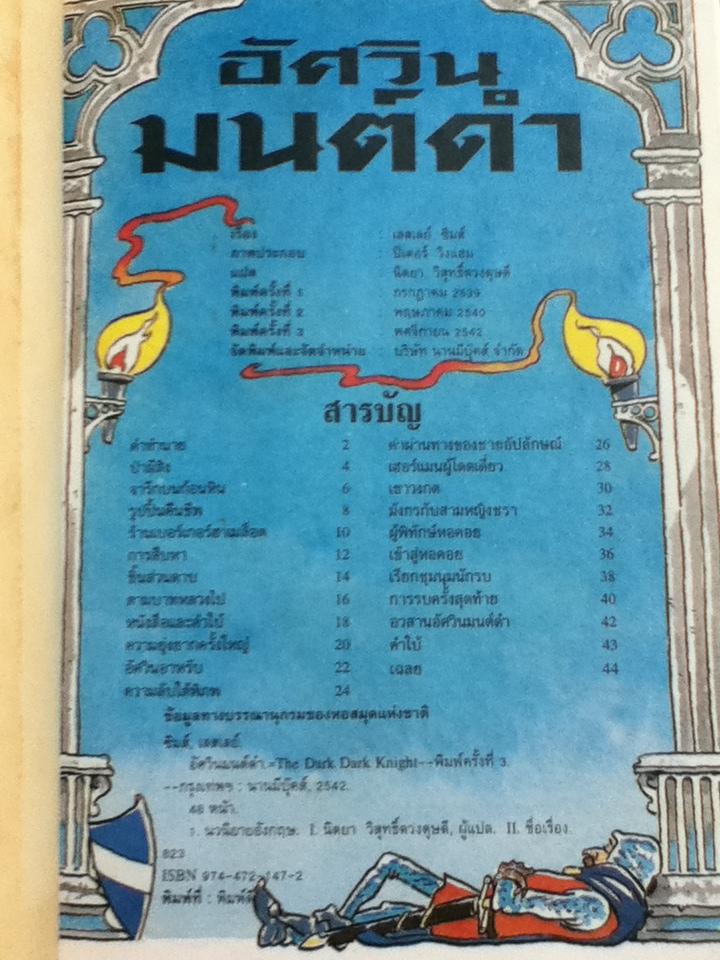 อัศวิน
มนต์ดำ
เรื่อง : เลสเลย์ ซิมส์
ภาพประกอบ : ปีเตอร์ วิงแฮม
แปล : นิดยา วิสุทธิ์ดวงดุษดี
พิมพ์ครั้งที่ 1 : กรกฎาคม 2539
พิมพ์ครั้งที่ 2 : พฤษภาคม 2540
พิมพ์ครั้งที่ 3 : พฤศจิกายน 2542
จัดพิมพ์และจัดจำหน่าย : บริษัท นานมีบุ๊คส์ จำกัด
A D
สารบัญ
คำทำนาย 2
ป่าผีสิง 4
จารึกบนก้อนหิน 6
รูปปั้นคืนชีพ 8
ร้านเบอร์เกอร์ฮาเมล็อต 10
การสืบหา 12
ชิ้นส่วนดาบ 14
ตามบาทหลวงไป 16
หนังสือและคำใบ้ 18
ความยุ่งยากครั้งใหญ่ 20
อัศวินอาหรับ 22
ความลับใต้พิภพ 24
ค่าผ่านทางของชายอัปลักษณ์ 26
เฮอร์แมนผู้โดดเดี่ยว 28
เขาวงกต 30
มังกรกับสามหญิงชรา 32
ผู้พิทักษ์หอคอย 34
เข้าสู่หอคอย 36
เรียกชุมนุมนักรบ 38
การรบครั้งสุดท้าย 40
อวสานอัศวินมนต์ดำ 42
คำใบ้ 43
เฉลย 44
ข้อมูลทางบรรณานุกรมของหอสมุดแห่งชาติ
ซิมส์, เลสเลย์.
อัศวินมนต์ดำ.=The Dark Dark Knight--พิมพ์ครั้งที่ 3.
--กรุงเทพฯ : นานมีบุ๊คส์, 2542.
48 หน้า.
1. นวนิยายอังกฤษ. I. นิดยา วิสุทธิ์ดวงดุษดี, ผู้แปล. II. ชื่อเรื่อง.
823
ISBN 974-472-147-2
พิมพ์ที่ :